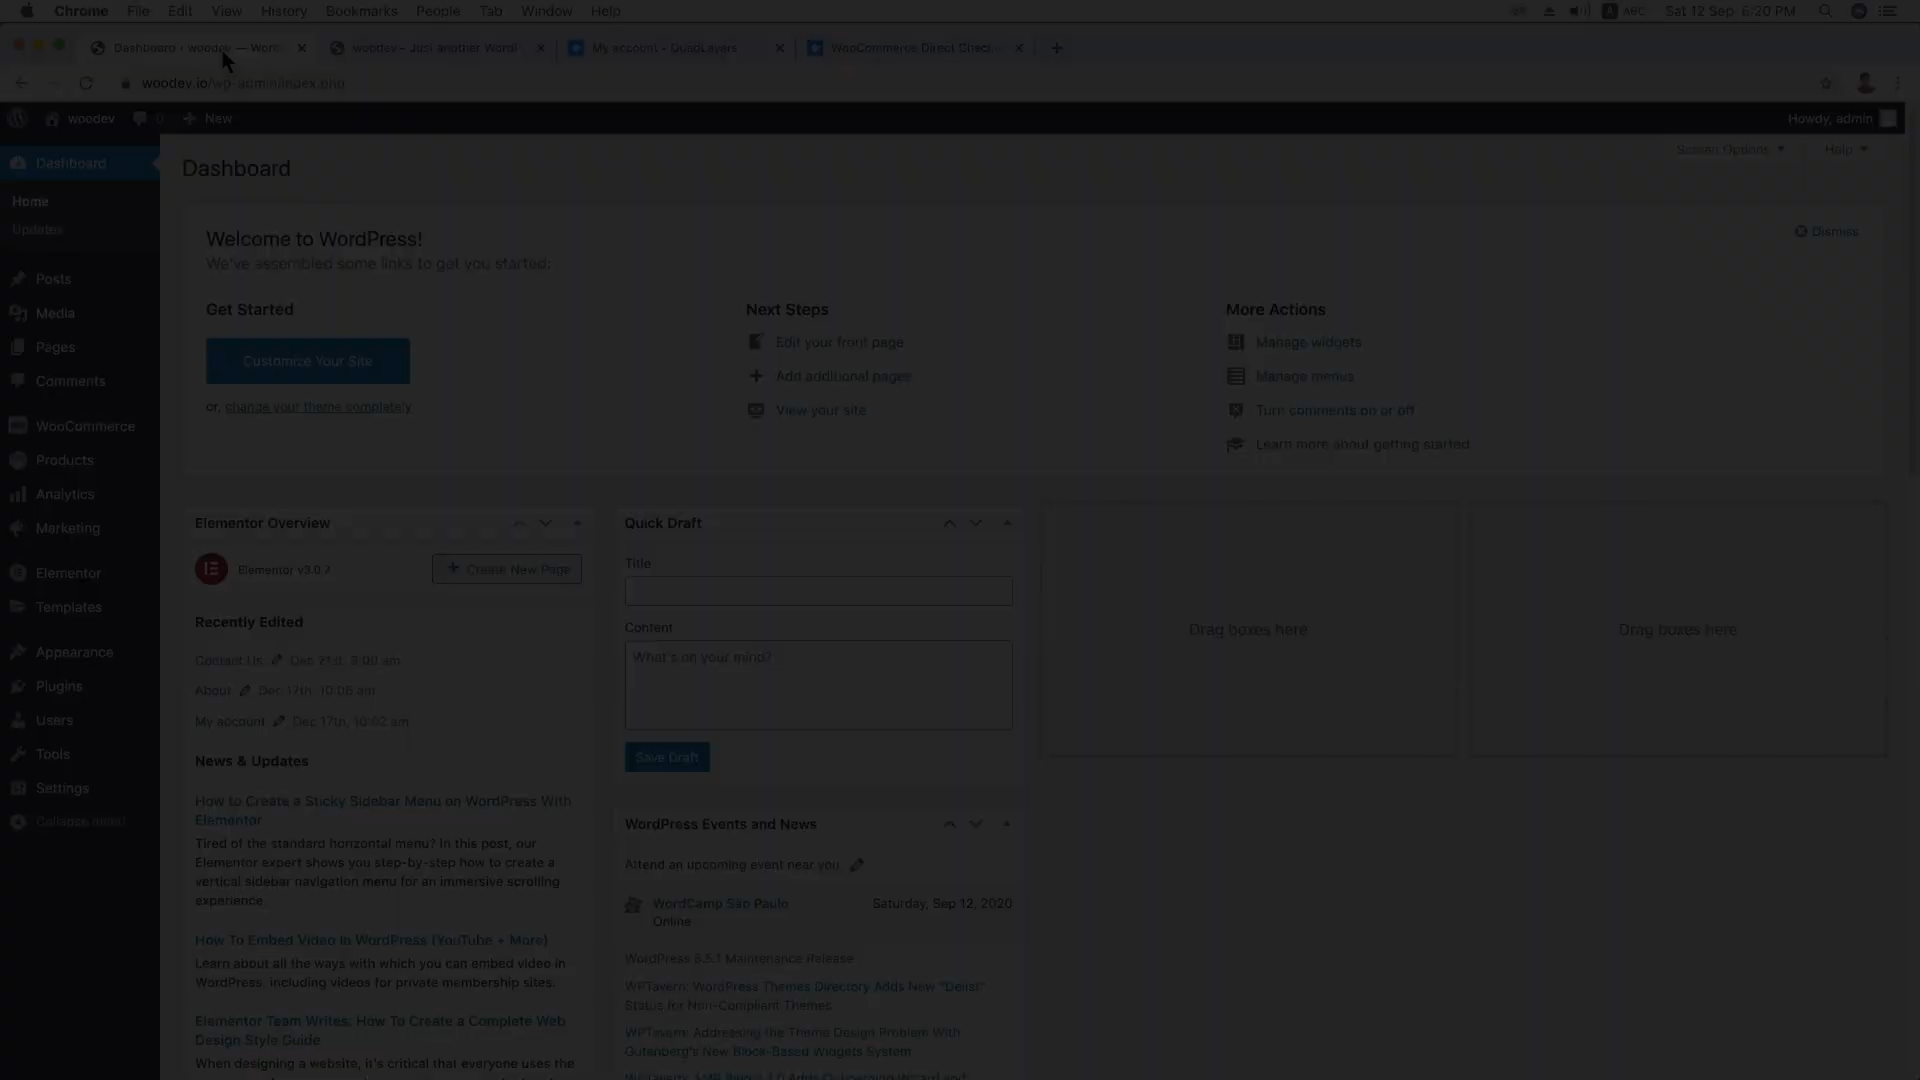 Chrome File Edit View History Bookmarks People Tab Window Help ABC Sat 12 Sep 6:20 PM
Dashboard ‹ woodev — Word woodev – Just another WordP My account - QuadLayers WooCommerce Direct
woodev.io/wp-admin/index.php
woodev 0 New Howdy, admin
Dashboard
Home
Updates
Posts
Media
Pages
Comments
WooCommerce
Products
Analytics
Marketing
Elementor
Templates
Appearance
Plugins
Users
Tools
Settings
Collapse menu
Dashboard
Screen Options Help
Welcome to WordPress!
We've assembled some links to get you started:
Dismiss
Get Started
Customize Your Site
or, change your theme completely
Next Steps
Edit your front page
Add additional pages
View your site
More Actions
Manage widgets
Manage menus
Turn comments on or off
Learn more about getting started
Elementor Overview
Elementor v3.0.7
Create New Page
Recently Edited
Contact Us Dec 21st, 3:00 am
About Dec 17th, 10:05 am
My account Dec 17th, 10:02 am
News & Updates
How to Create a Sticky Sidebar Menu on WordPress With
Elementor
Tired of the standard horizontal menu? In this post, our
Elementor expert shows you step-by-step how to create a
vertical sidebar navigation menu for an immersive scrolling
experience.
How To Embed Video in WordPress (YouTube + More)
Learn about all the ways with which you can embed video in
WordPress, including videos for private membership sites.
Elementor Team Writes: How To Create a Complete Web
Design Style Guide
When designing a website, it's critical that everyone uses the
Quick Draft
Title
Content
What's on your mind?
Save Draft
WordPress Events and News
Attend an upcoming event near you.
WordCamp São Paulo Saturday, Sep 12, 2020
Online
WordPress 5.5.1 Maintenance Release
WPTavern: WordPress Themes Directory Adds New "Delist"
Status for Non-Compliant Themes
WPTavern: Addressing the Theme Design Problem With
Gutenberg's New Block-Based Widgets System
Drag boxes here
Drag boxes here